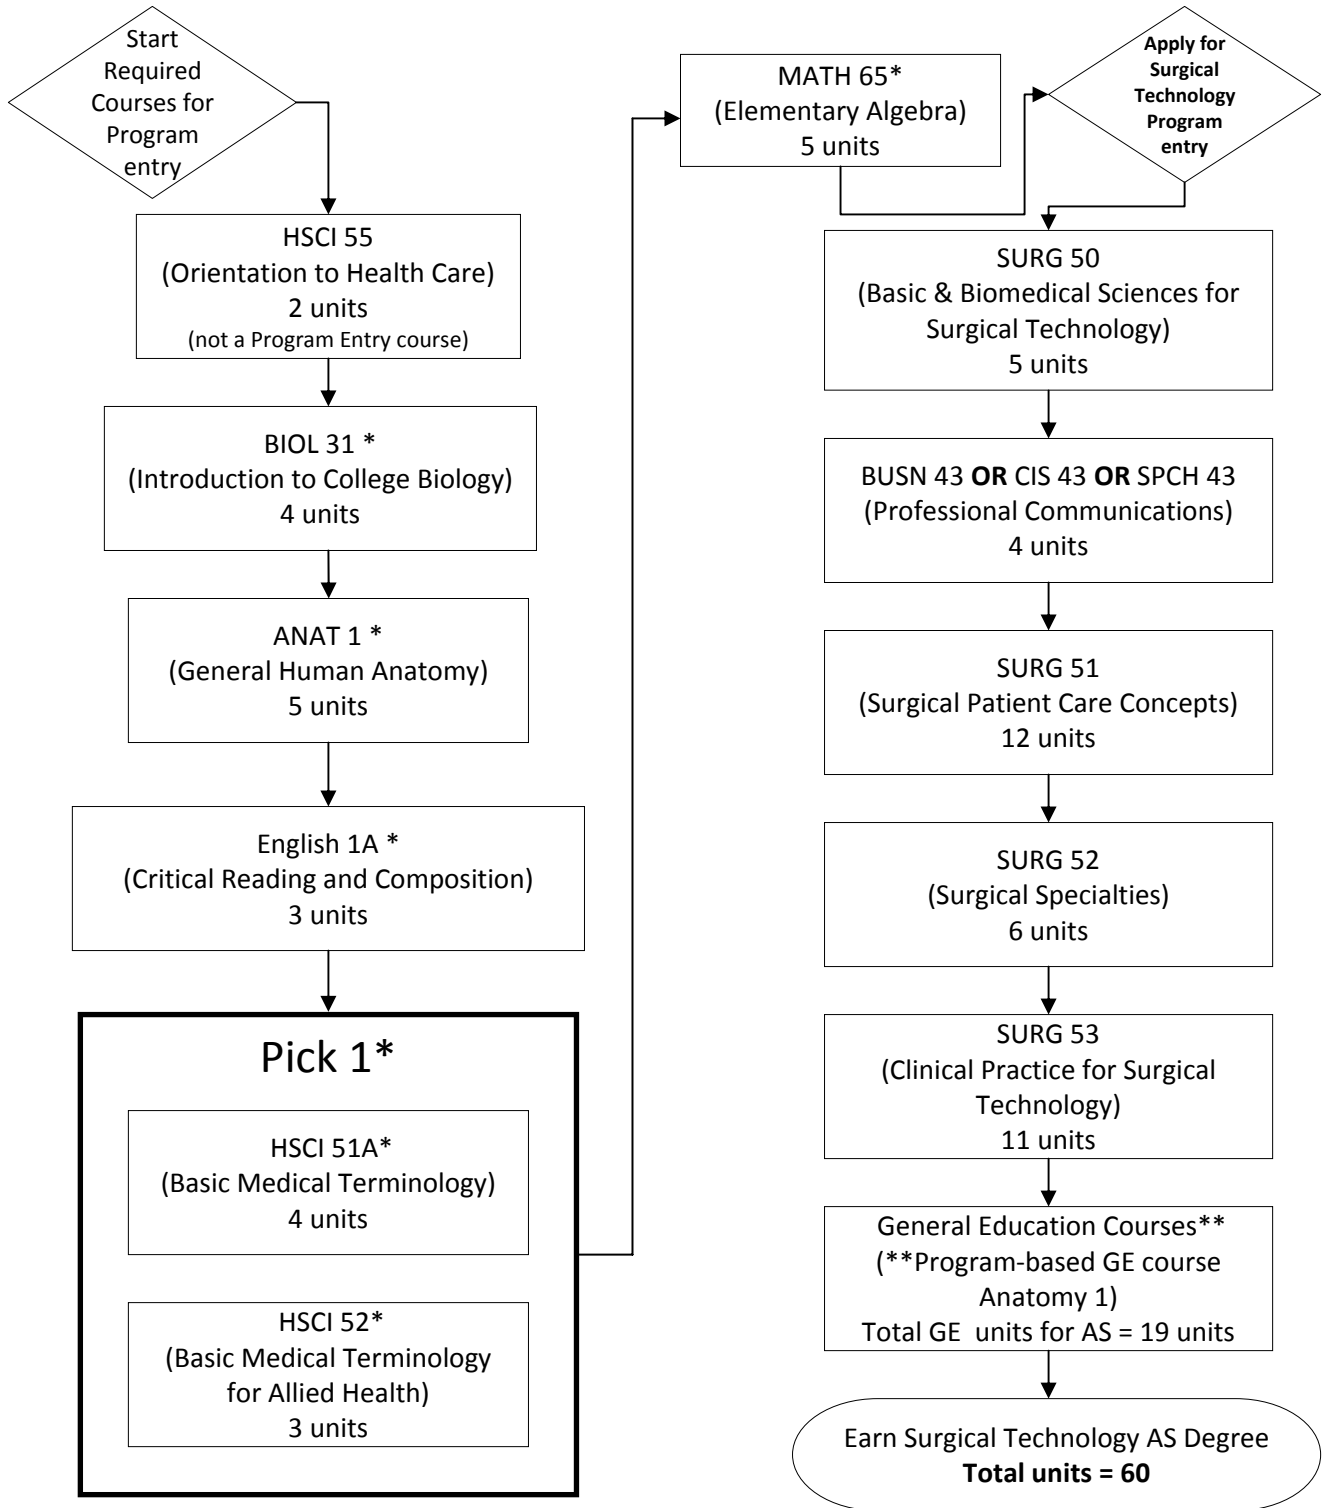 Start
Required
Courses for
Program
entry
HSCI 55
(Orientation to Health Care)
2 units
(not a Program Entry course)
BIOL 31 *
(Introduction to College Biology)
4 units
ANAT 1 *
(General Human Anatomy)
5 units
English 1A *
(Critical Reading and Composition)
3 units
Pick 1*
HSCI 51A*
(Basic Medical Terminology)
4 units
HSCI 52*
(Basic Medical Terminology
for Allied Health)
3 units
MATH 65*
(Elementary Algebra)
5 units
Apply for
Surgical
Technology
Program
entry
SURG 50
(Basic & Biomedical Sciences for
Surgical Technology)
5 units
BUSN 43 OR CIS 43 OR SPCH 43
(Professional Communications)
4 units
SURG 51
(Surgical Patient Care Concepts)
12 units
SURG 52
(Surgical Specialties)
6 units
SURG 53
(Clinical Practice for Surgical
Technology)
11 units
General Education Courses**
(**Program-based GE course
Anatomy 1)
Total GE units for AS = 19 units
Earn Surgical Technology AS Degree
Total units = 60